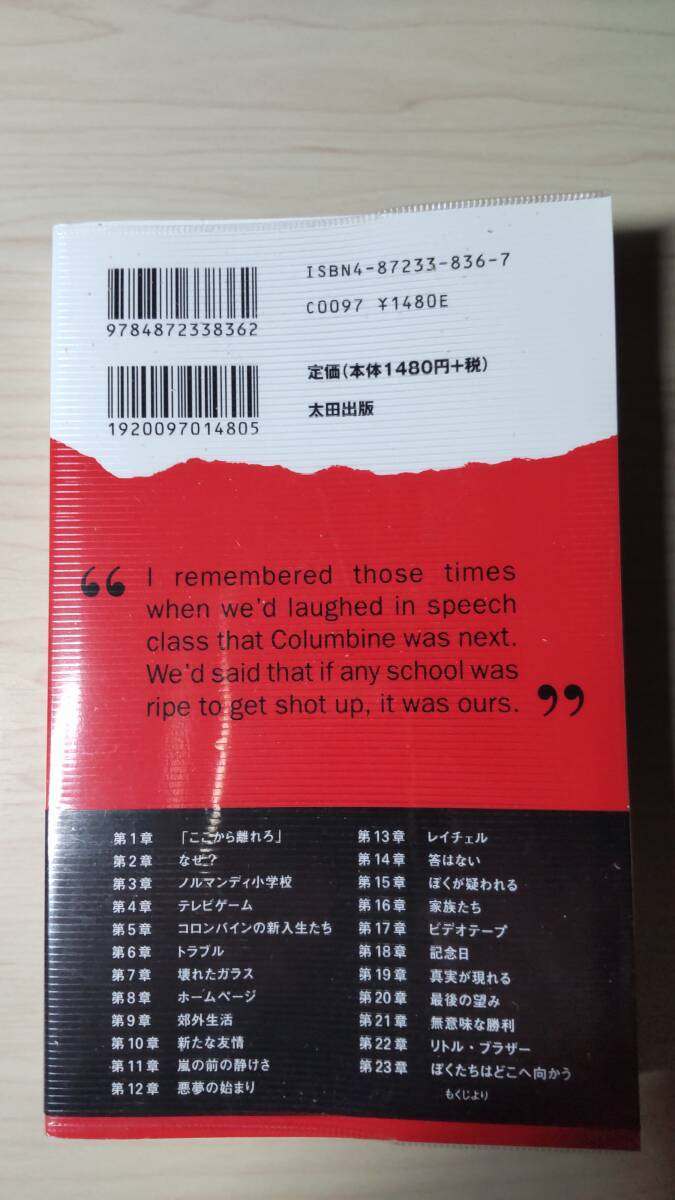 ISBN4-87233-836-7
C0097 ¥1480E
9784872338362
定価(本体1480円+税)
太田出版
1920097014805
“ I remembered those times
when we'd laughed in speech
class that Columbine was next.
We'd said that if any school was
ripe to get shot up, it was ours. ”
第1章 「ここから離れろ」
第2章 なぜ?
第3章 ノルマンディ小学校
第4章 テレビゲーム
第5章 コロンバインの新入生たち
第6章 トラブル
第7章 壊れたガラス
第8章 ホームページ
第9章 郊外生活
第10章 新たな友情
第11章 嵐の前の静けさ
第12章 悪夢の始まり
第13章 レイチェル
第14章 答はない
第15章 ぼくが疑われる
第16章 家族たち
第17章 ビデオテープ
第18章 記念日
第19章 真実が現れる
第20章 最後の望み
第21章 無意味な勝利
第22章 リトル・ブラザー
第23章 ぼくたちはどこへ向かう
もくじより